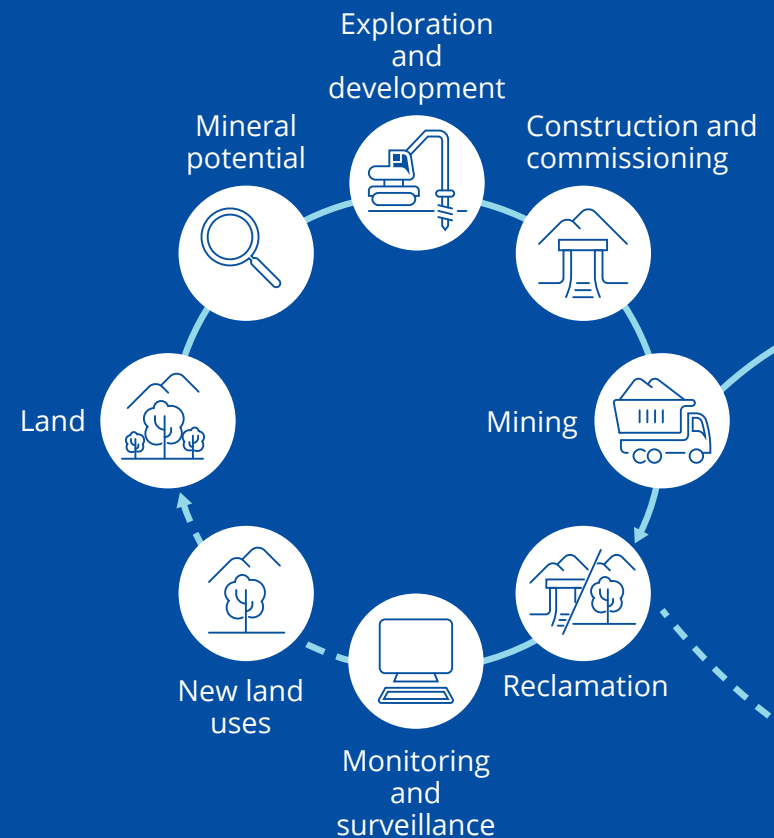 Exploration
and
development
Mineral
potential
Construction and
commissioning
Land
Mining
New land
uses
Reclamation
Monitoring
and
surveillance